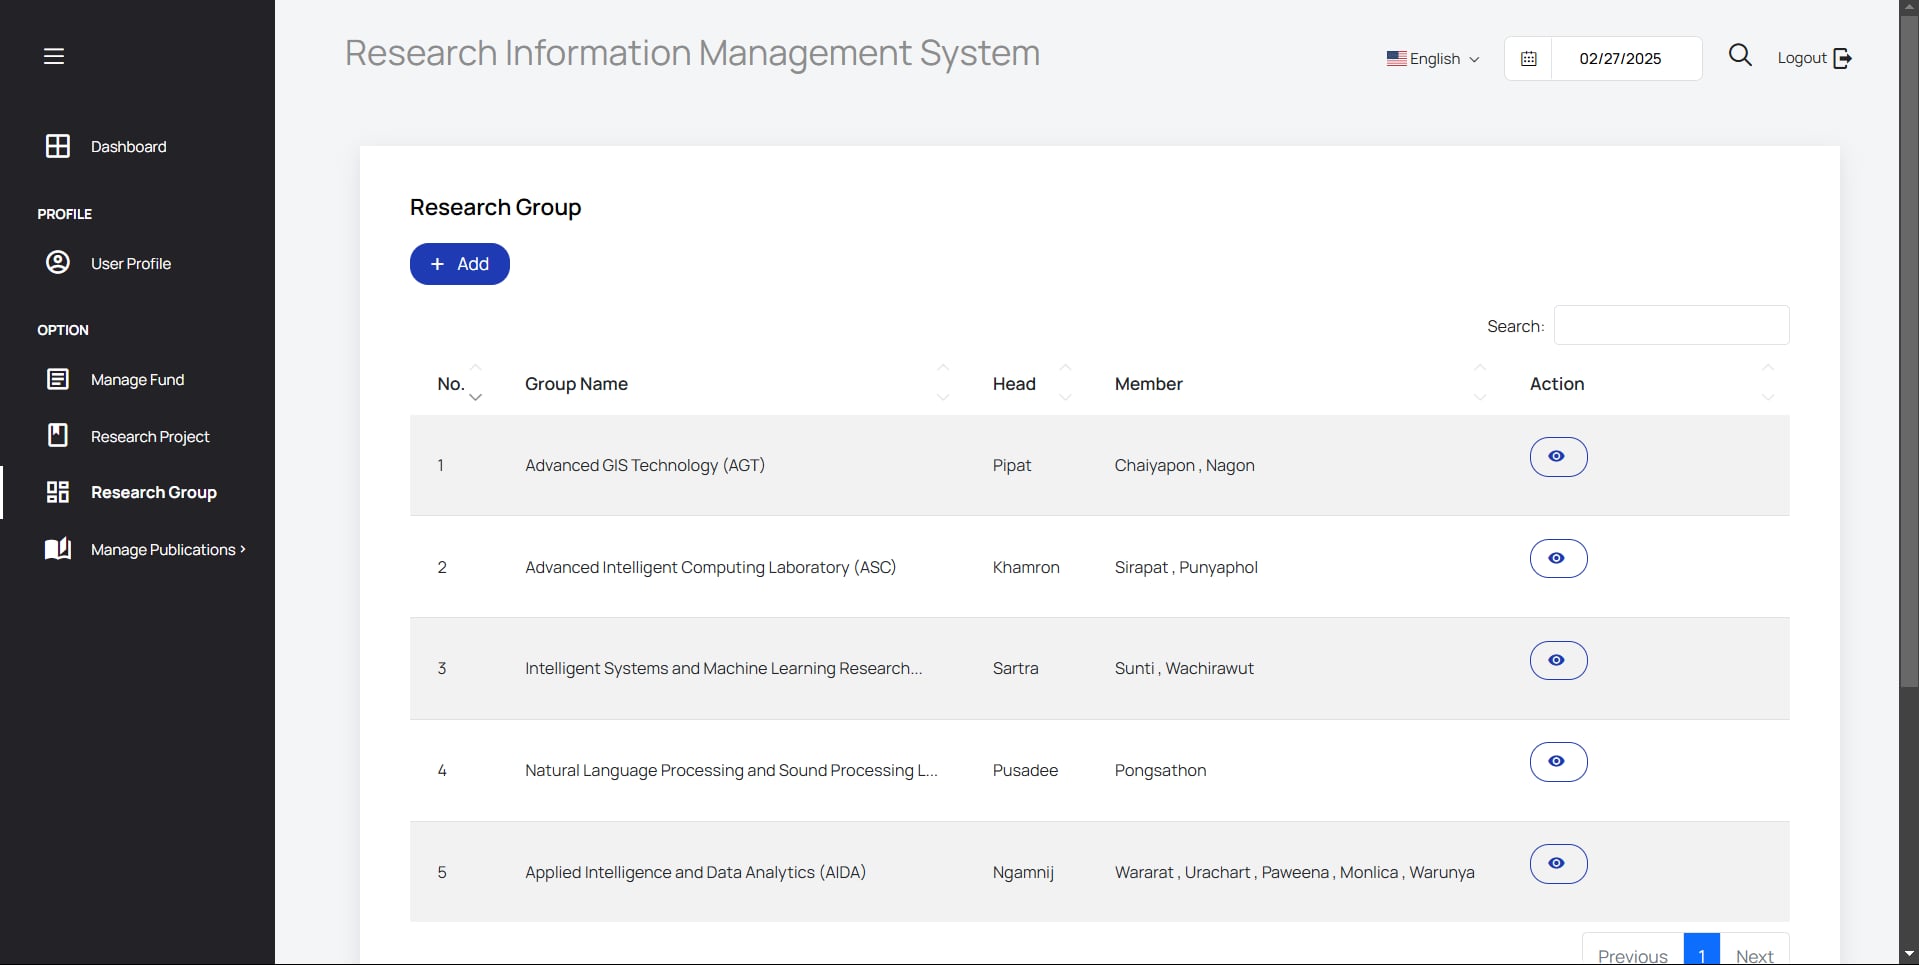 Research Information Management System
English
02/27/2025
Logout
Dashboard
PROFILE
User Profile
OPTION
Manage Fund
Research Project
Research Group
Manage Publications
Research Group
+ Add
Search:
No. Group Name Head Member Action
1 Advanced GIS Technology (AGT) Pipat Chaiyapon , Nagon
2 Advanced Intelligent Computing Laboratory (ASC) Khamron Sirapat , Punyaphol
3 Intelligent Systems and Machine Learning Research... Sartra Sunti , Wachirawut
4 Natural Language Processing and Sound Processing L... Pusadee Pongsathon
5 Applied Intelligence and Data Analytics (AIDA) Ngamnij Wararat , Urachart , Paweena , Monlica , Warunya
Previous 1 Next